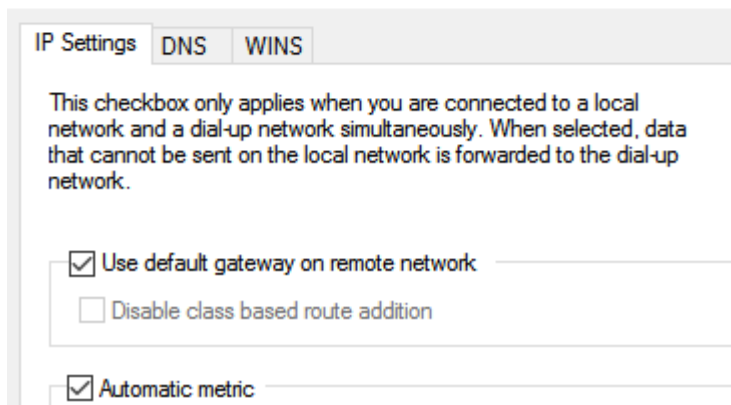 IP Settings DNS WINS
This checkbox only applies when you are connected to a local
network and a dial-up network simultaneously. When selected, data
that cannot be sent on the local network is forwarded to the dial-up
network.
Use default gateway on remote network
Disable class based route addition
Automatic metric